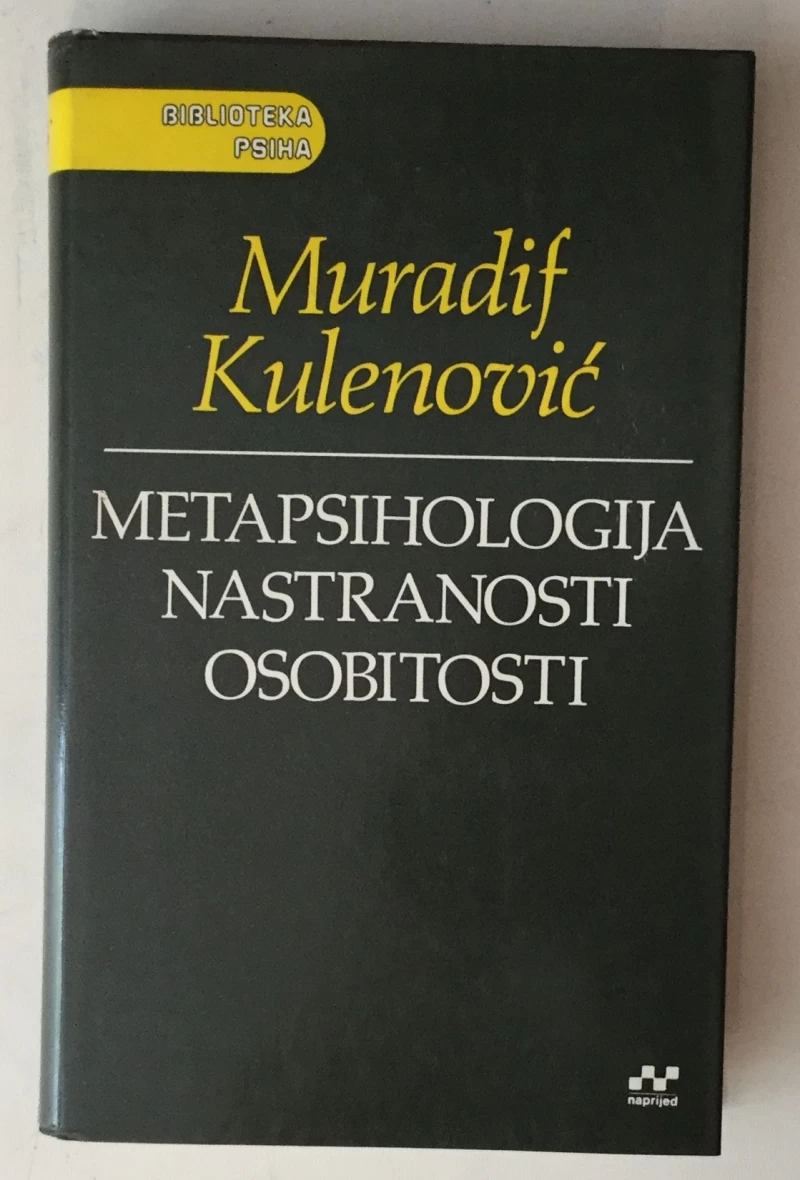 BIBLIOTEKA
PSIHA
Muradif
Kulenović
METAPSIHOLOGIJA
NASTRANOSTI
OSOBITOSTI
naprijed